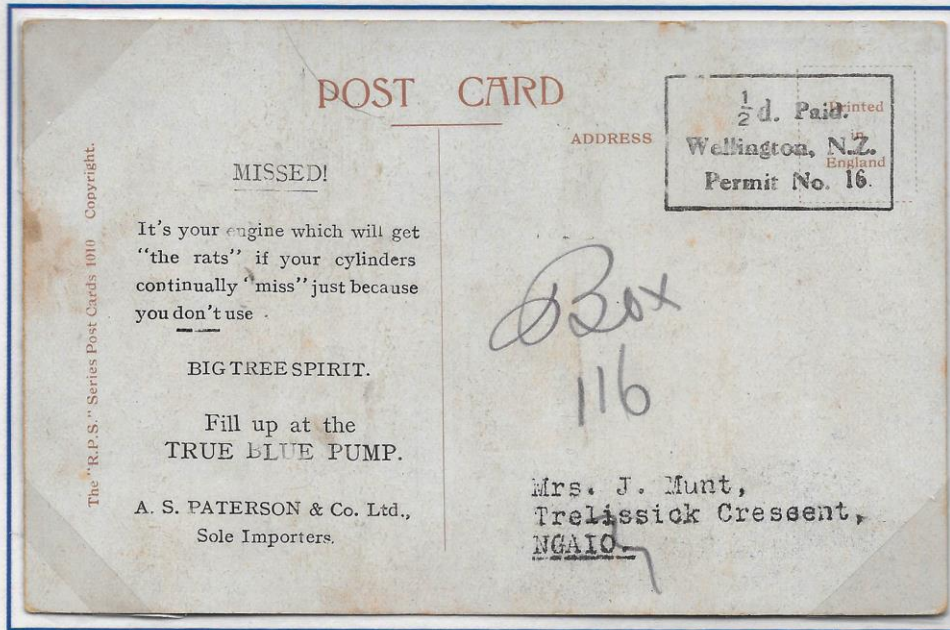 POST CARD
ADDRESS
Printed
in
England
½d. Paid.
Wellington, N.Z.
Permit No. 16.
The "R.P.S." Series Post Cards 1010 Copyright.
MISSED!
It's your engine which will get
"the rats" if your cylinders
continually "miss" just because
you don't use
BIG TREE SPIRIT.
Fill up at the
TRUE BLUE PUMP.
A. S. PATERSON & Co. Ltd.,
Sole Importers.
Box
116
Mrs. J. Munt,
Trelissick Cressent,
NGAIO.